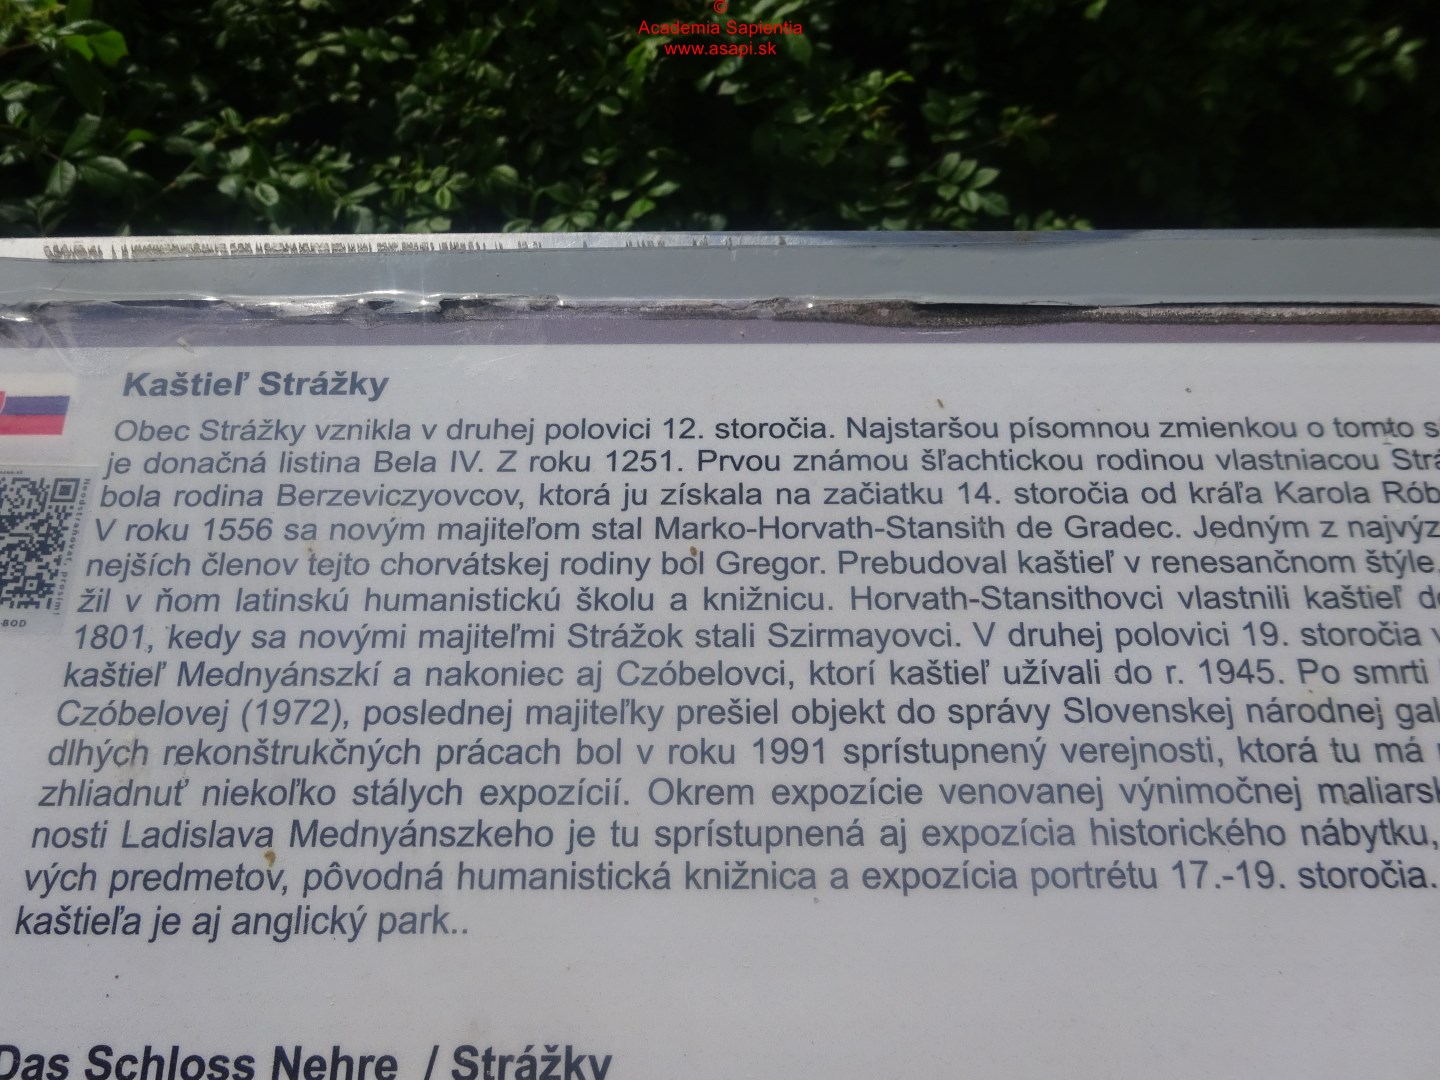 ©
Academia Sapientia
www.asapi.sk
Kaštieľ Strážky
Obec Strážky vznikla v druhej polovici 12. storočia. Najstaršou písomnou zmienkou o tomto
je donačná listina Bela IV. Z roku 1251. Prvou známou šľachtickou rodinou vlastniacou
bola rodina Berzeviczyovcov, ktorá ju získala na začiatku 14. storočia od kráľa Karola
V roku 1556 sa novým majiteľom stal Marko-Horvath-Stansith de Gradec. Jedným z
nejších členov tejto chorvátskej rodiny bol Gregor. Prebudoval kaštieľ v renesančnom štýle,
žil v ňom latinskú humanistickú školu a knižnicu. Horvath-Stansithovci vlastnili kaštieľ
1801, kedy sa novými majiteľmi Strážok stali Szirmayovci. V druhej polovici 19. storočia
kaštieľ Mednyánszkí a nakoniec aj Czóbelovci, ktorí kaštieľ užívali do r. 1945. Po smrti
Czóbelovej (1972), poslednej majiteľky prešiel objekt do správy Slovenskej národnej
dlhých rekonštrukčných prácach bol v roku 1991 sprístupnený verejnosti, ktorá tu má
zhliadnuť niekoľko stálych expozícií. Okrem expozície venovanej výnimočnej
nosti Ladislava Mednyánszkeho je tu sprístupnená aj expozícia historického nábytku,
vých predmetov, pôvodná humanistická knižnica a expozícia portrétu 17.-19. storočia.
kaštieľa je aj anglický park..
Das Schloss Nehre / Strážky